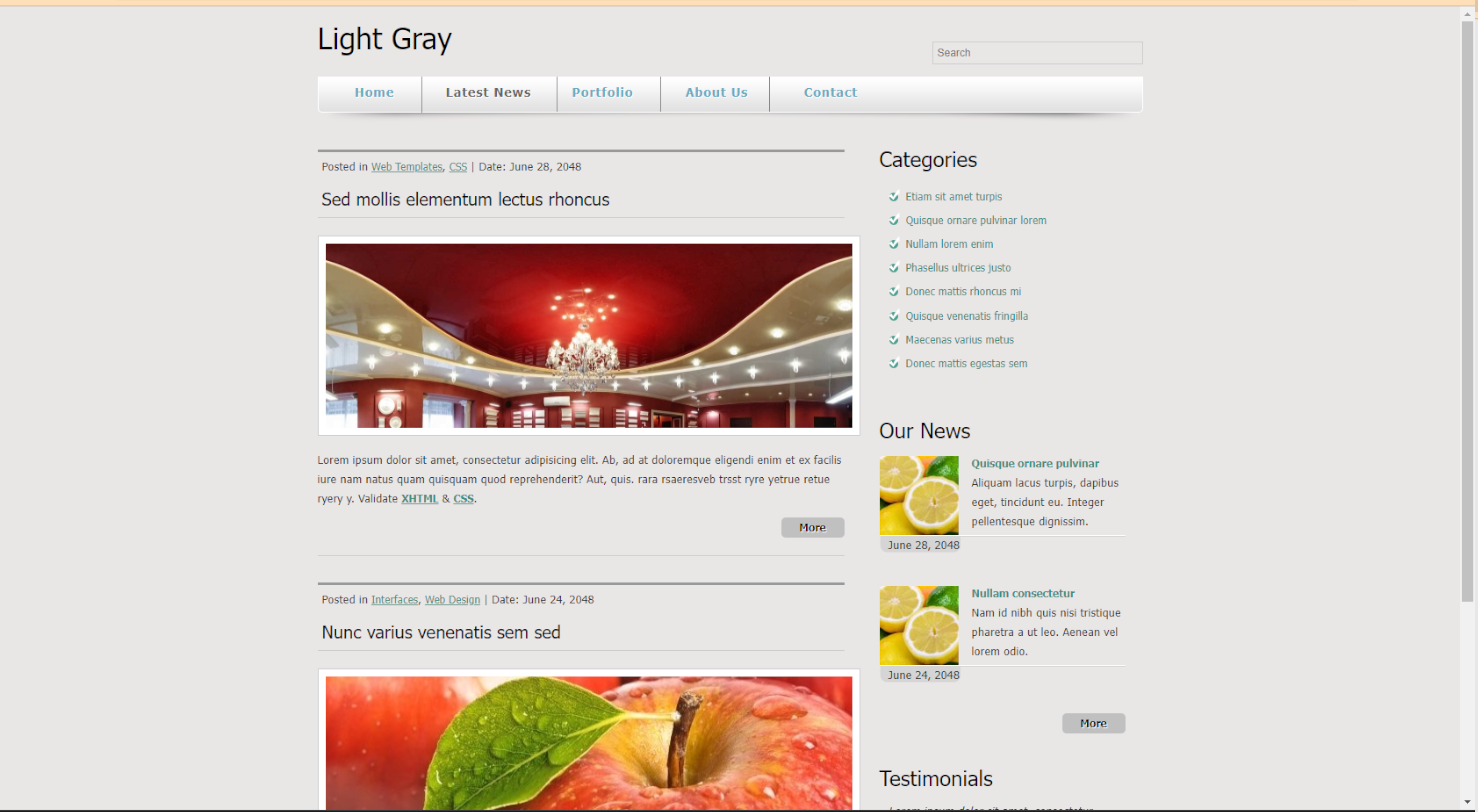 Light Gray
Search
Home Latest News Portfolio About Us Contact
Posted in Web Templates, CSS | Date: June 28, 2048
Sed mollis elementum lectus rhoncus
Lorem ipsum dolor sit amet, consectetur adipisicing elit. Ab, ad at doloremque eligendi enim et ex facilis
iure nam natus quam quisquam quod reprehenderit? Aut, quis. rara rsaeresveb trsst ryre yetrue retue
ryery y. Validate XHTML & CSS.
More
Posted in Interfaces, Web Design | Date: June 24, 2048
Nunc varius venenatis sem sed
Categories
Etiam sit amet turpis
Quisque ornare pulvinar lorem
Nullam lorem enim
Phasellus ultrices justo
Donec mattis rhoncus mi
Quisque venenatis fringilla
Maecenas varius metus
Donec mattis egestas sem
Our News
Quisque ornare pulvinar
Aliquam lacus turpis, dapibus
eget, tincidunt eu. Integer
pellentesque dignissim.
June 28, 2048
Nullam consectetur
Nam id nibh quis nisi tristique
pharetra a ut leo. Aenean vel
lorem odio.
June 24, 2048
More
Testimonials
Lorem ipsum dolor sit amet, consectetur